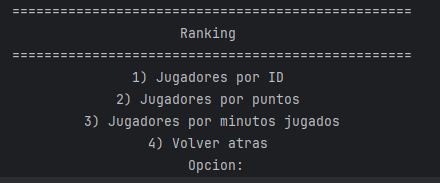 ==================================================
Ranking
==================================================
1) Jugadores por ID
2) Jugadores por puntos
3) Jugadores por minutos jugados
4) Volver atras
Opcion: